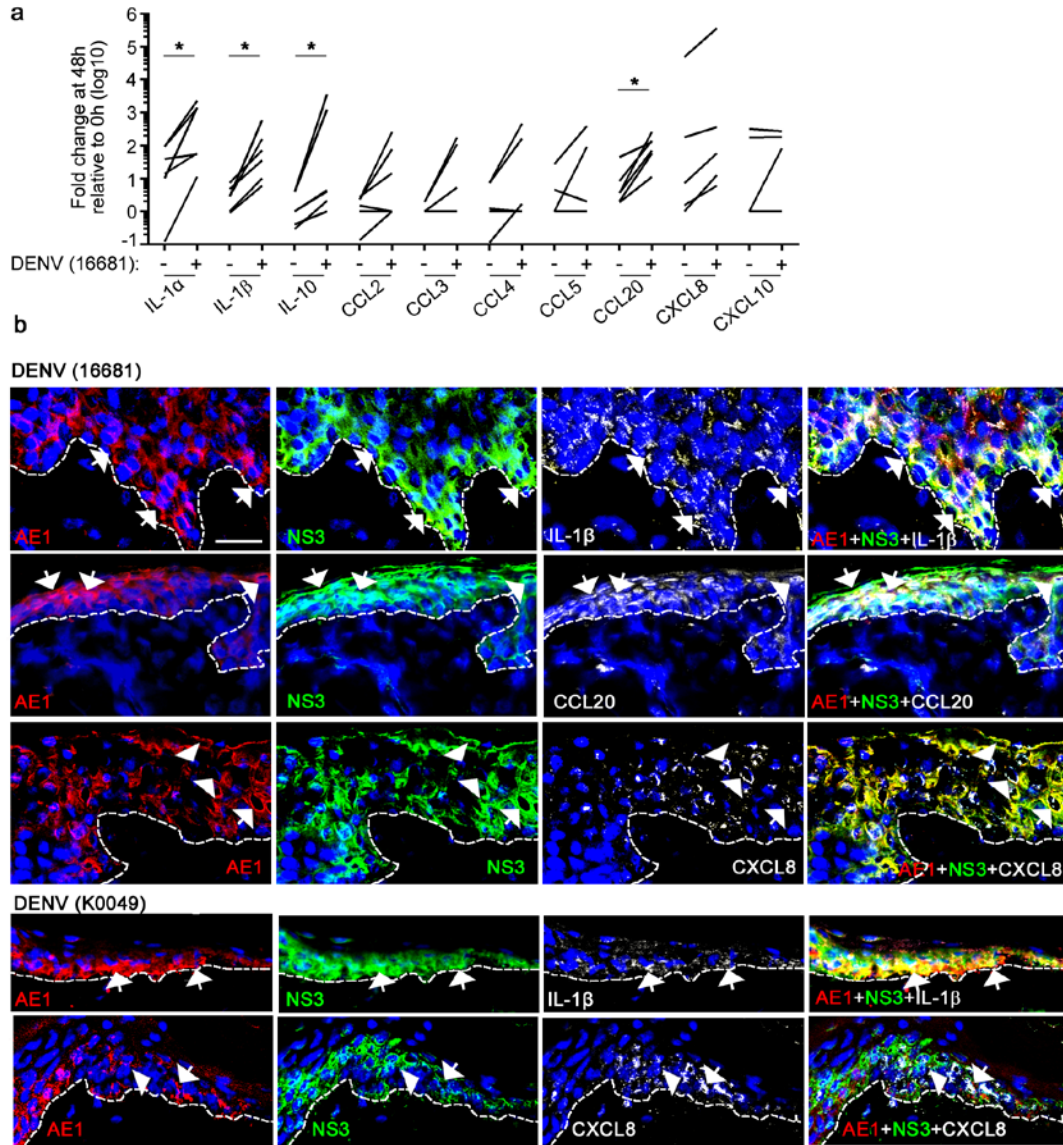 a
Fold change at 48h
relative to 0h (log10)
6
5
4
3
2
1
0
-1
* * * *
DENV (16681): - + - + - + - + - + - + - + - + - + - +
IL-1α IL-1β IL-10 CCL2 CCL3 CCL4 CCL5 CCL20 CXCL8 CXCL10
b
DENV (16681)
AE1 NS3 IL-1β AE1+NS3+IL-1β
AE1 NS3 CCL20 AE1+NS3+CCL20
AE1 NS3 CXCL8 AE1+NS3+CXCL8
DENV (K0049)
AE1 NS3 IL-1β AE1+NS3+IL-1β
AE1 NS3 CXCL8 AE1+NS3+CXCL8